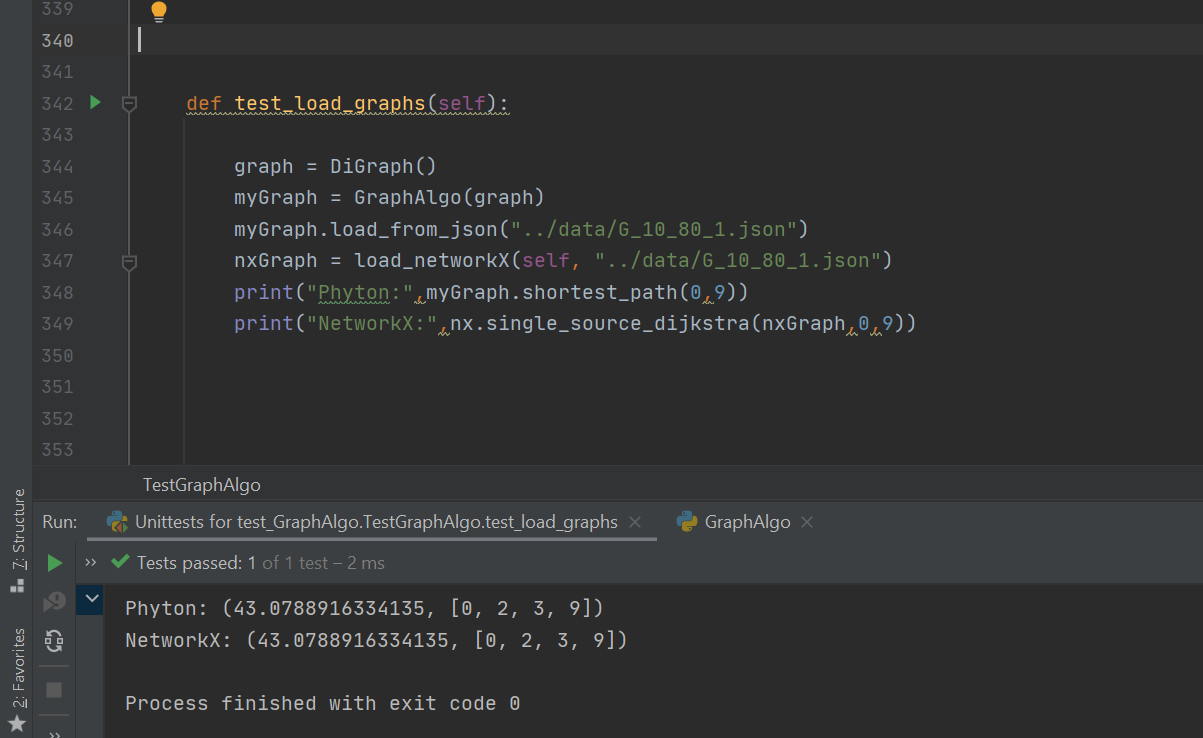 339
340
341
342 def test_load_graphs(self):
343
344 graph = DiGraph()
345 myGraph = GraphAlgo(graph)
346 myGraph.load_from_json("../data/G_10_80_1.json")
347 nxGraph = load_networkX(self, "../data/G_10_80_1.json")
348 print("Phyton:",myGraph.shortest_path(0,9))
349 print("NetworkX:",nx.single_source_dijkstra(nxGraph,0,9))
350
351
352
353
TestGraphAlgo
7: Structure
2: Favorites
Run: Unittests for test_GraphAlgo.TestGraphAlgo.test_load_graphs × GraphAlgo ×
» Tests passed: 1 of 1 test – 2 ms
Phyton: (43.0788916334135, [0, 2, 3, 9])
NetworkX: (43.0788916334135, [0, 2, 3, 9])
Process finished with exit code 0
»